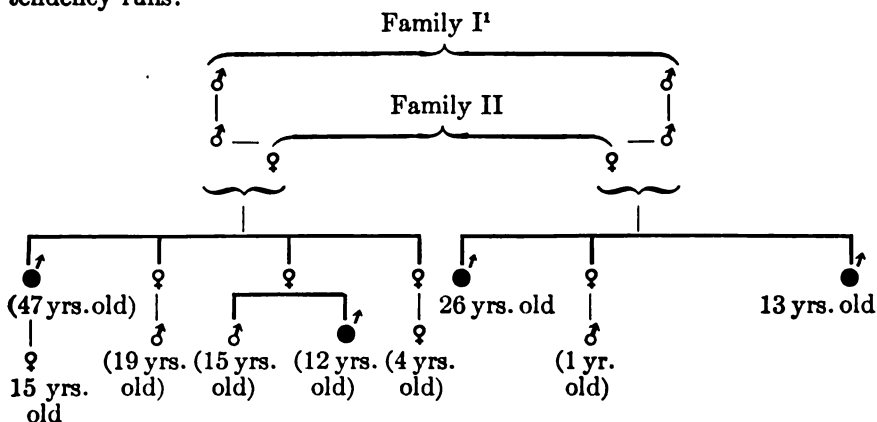 tendency runs:
Family I¹
Family II
(47 yrs. old)
26 yrs. old
13 yrs. old
15 yrs.
old
(19 yrs.
old)
(15 yrs.
old)
(12 yrs.
old)
(4 yrs.
old)
(1 yr.
old)